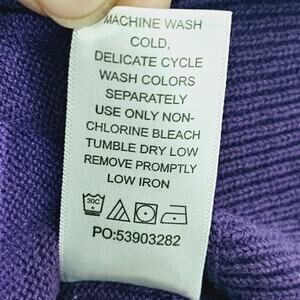 MACHINE WASH
COLD,
DELICATE CYCLE
WASH COLORS
SEPARATELY
USE ONLY NON-
CHLORINE BLEACH
TUMBLE DRY LOW
REMOVE PROMPTLY
LOW IRON
30C
PO:53903282